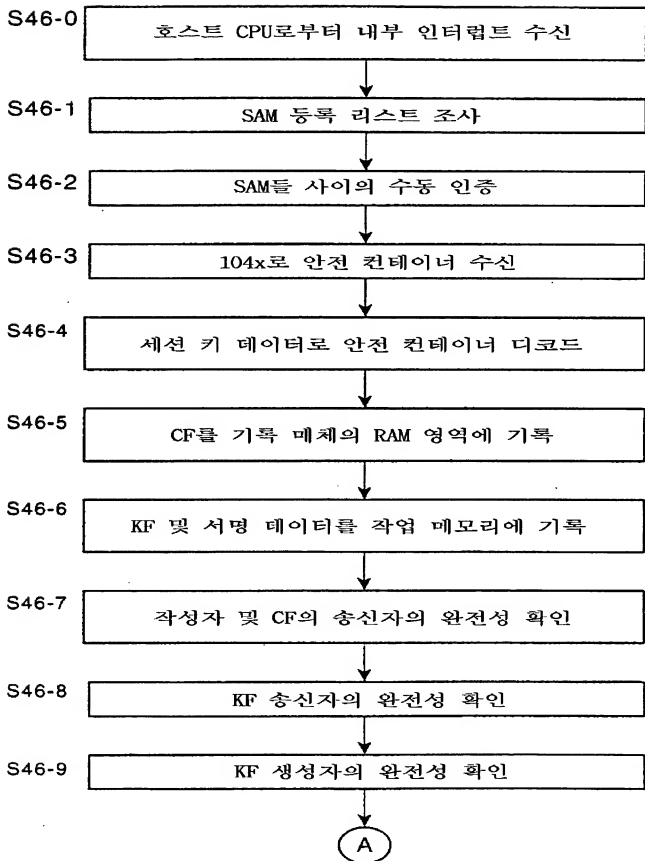 S46-0
호스트 CPU로부터 내부 인터럽트 수신
S46-1
SAM 등록 리스트 조사
S46-2
SAM들 사이의 수동 인증
S46-3
104x로 안전 컨테이너 수신
S46-4
세션 키 데이터로 안전 컨테이너 디코드
S46-5
CF를 기록 매체의 RAM 영역에 기록
S46-6
KF 및 서명 데이터를 작업 메모리에 기록
S46-7
작성자 및 CF의 송신자의 완전성 확인
S46-8
KF 송신자의 완전성 확인
S46-9
KF 생성자의 완전성 확인
A